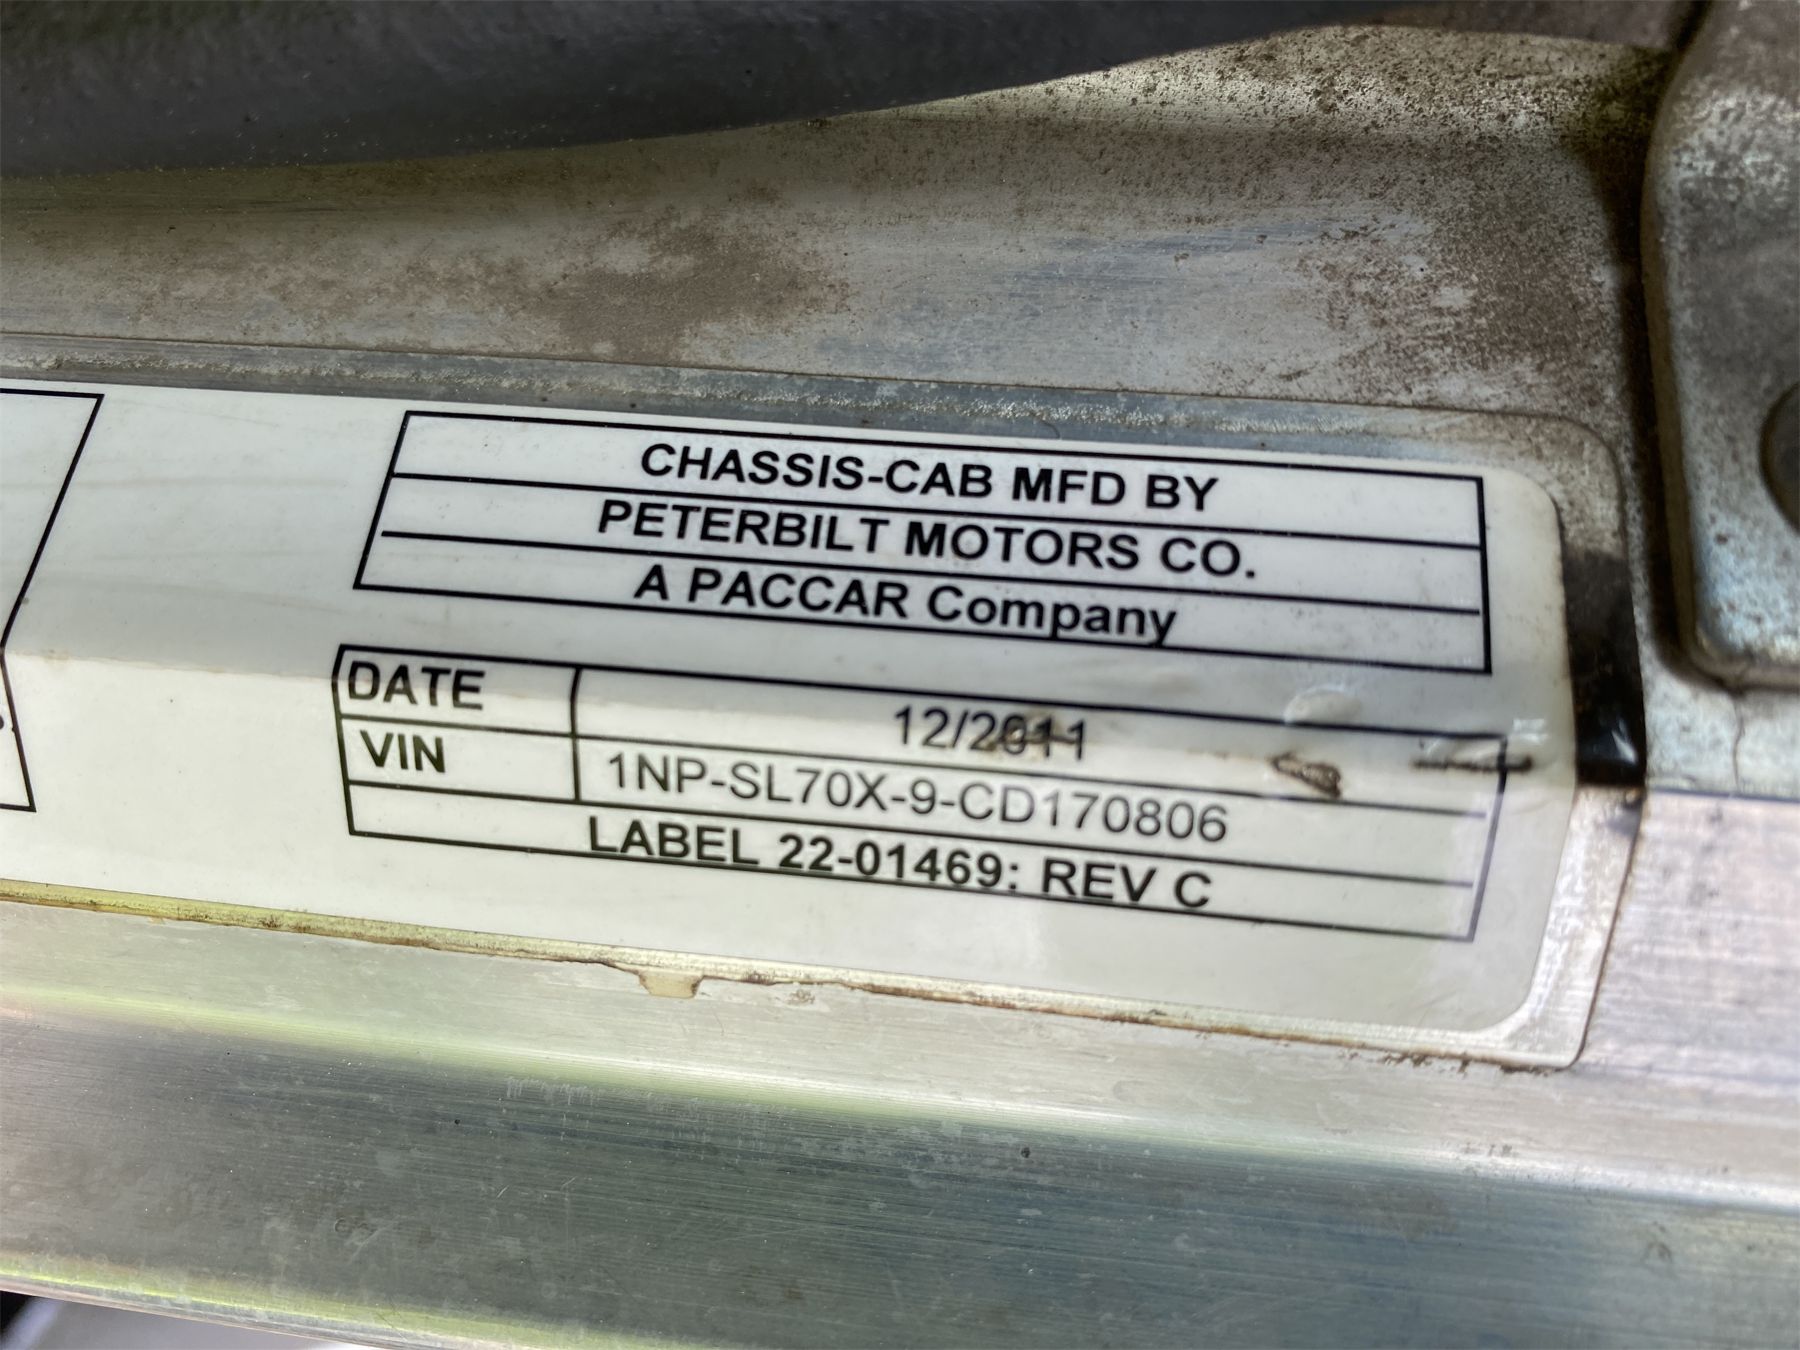 CHASSIS-CAB MFD BY
PETERBILT MOTORS CO.
A PACCAR Company
DATE 12/2011
VIN 1NP-SL70X-9-CD170806
LABEL 22-01469: REV C